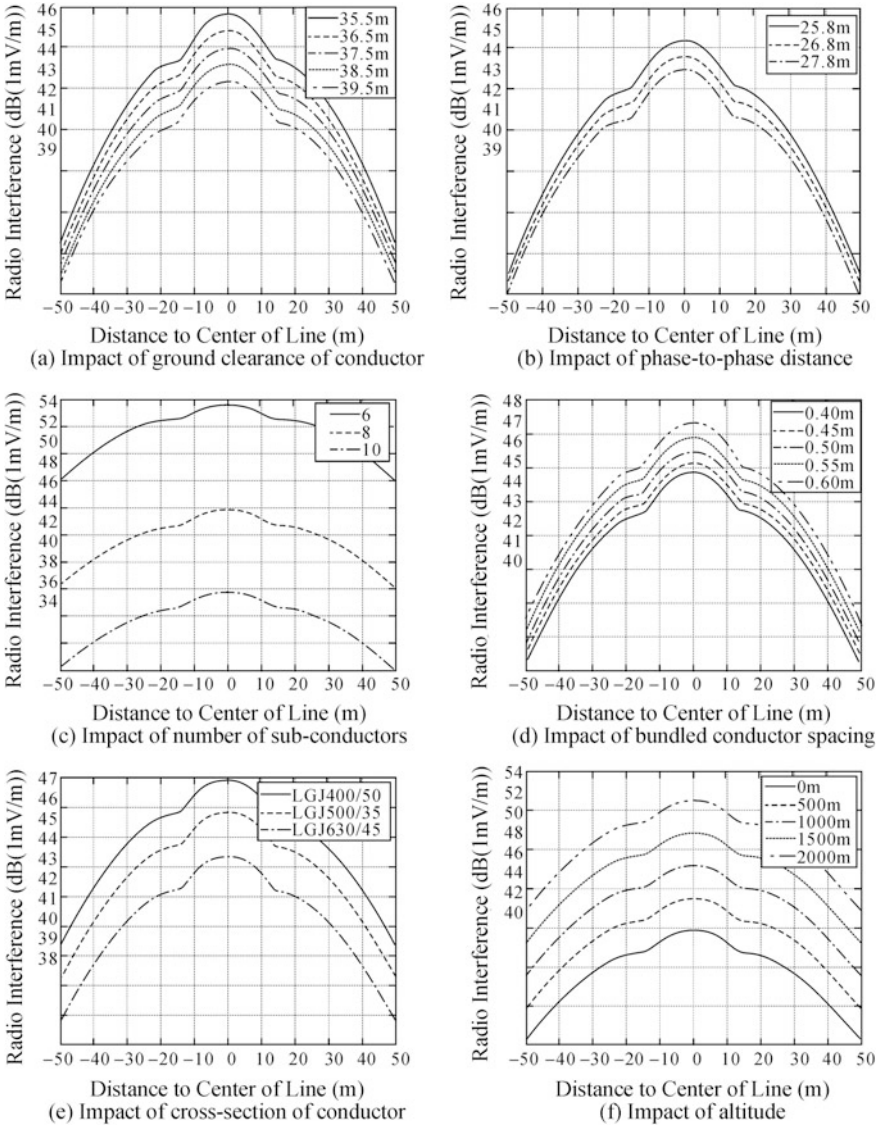 46
45
44
43
42
41
40
39
Radio Interference (dB(1mV/m))
35.5m
36.5m
37.5m
38.5m
39.5m
−50 −40 −30 −20 −10 0 10 20 30 40 50
Distance to Center of Line (m)
(a) Impact of ground clearance of conductor
46
45
44
43
42
41
40
39
Radio Interference (dB(1mV/m))
25.8m
26.8m
27.8m
−50 −40 −30 −20 −10 0 10 20 30 40 50
Distance to Center of Line (m)
(b) Impact of phase-to-phase distance
54
52
50
48
46
44
42
40
38
36
34
Radio Interference (dB(1mV/m))
6
8
10
−50 −40 −30 −20 −10 0 10 20 30 40 50
Distance to Center of Line (m)
(c) Impact of number of sub-conductors
48
47
46
45
44
43
42
41
40
Radio Interference (dB(1mV/m))
0.40m
0.45m
0.50m
0.55m
0.60m
−50 −40 −30 −20 −10 0 10 20 30 40 50
Distance to Center of Line (m)
(d) Impact of bundled conductor spacing
47
46
45
44
43
42
41
40
39
38
Radio Interference (dB(1mV/m))
LGJ400/50
LGJ500/35
LGJ630/45
−50 −40 −30 −20 −10 0 10 20 30 40 50
Distance to Center of Line (m)
(e) Impact of cross-section of conductor
54
52
50
48
46
44
42
40
Radio Interference (dB(1mV/m))
0m
500m
1000m
1500m
2000m
−50 −40 −30 −20 −10 0 10 20 30 40 50
Distance to Center of Line (m)
(f) Impact of altitude